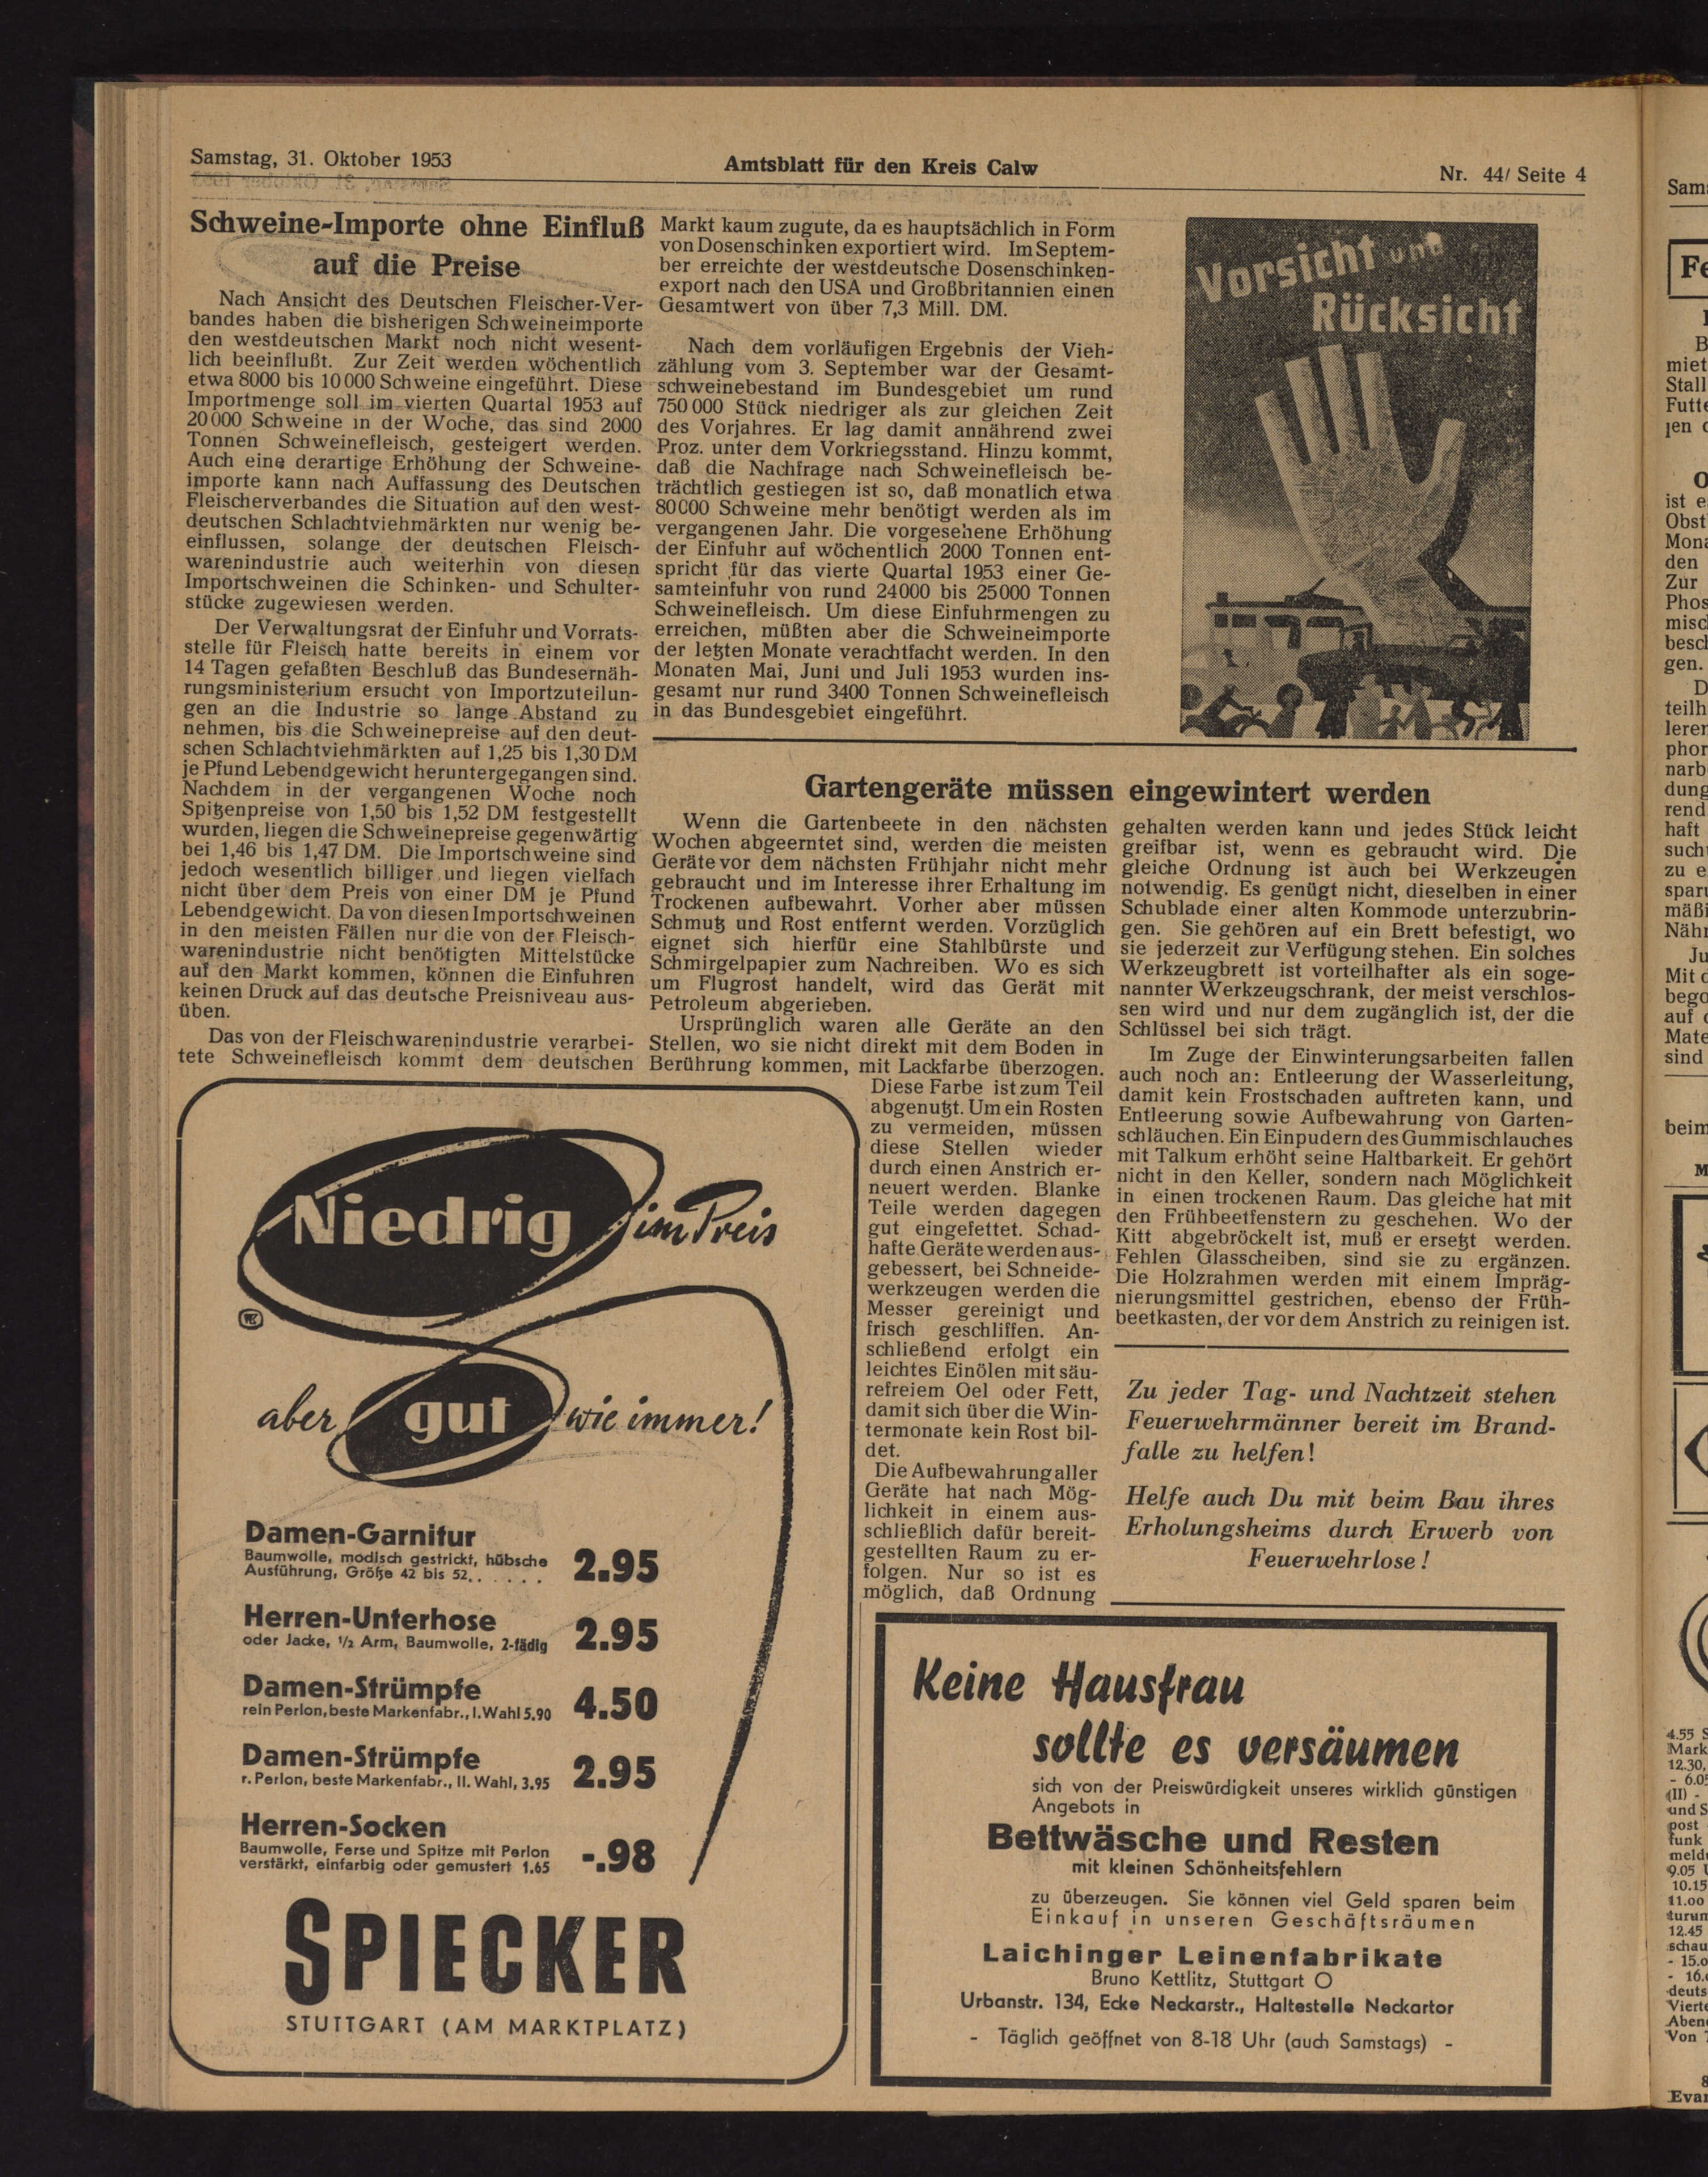 Samstag, 31. Oktober 1953
Amtsblatt für den Kreis Calw
Nr. 44/ Seite 4
Schweine-Importe ohne Einfluß
auf die Preise
Nach Ansicht des Deutschen Fleischer-Ver-
bandes haben die bisherigen Schweineimporte
den westdeutschen Markt noch nicht wesent-
lich beeinflußt. Zur Zeit werden wöchentlich
etwa 8000 bis 10 000 Schweine eingeführt. Diese
Importmenge soll im vierten Quartal 1953 auf
20 000 Schweine in der Woche, das sind 2000
Tonnen Schweinefleisch, gesteigert werden.
Auch eine derartige Erhöhung der Schweine-
importe kann nach Auffassung des Deutschen
Fleischerverbandes die Situation auf den west-
deutschen Schlachtviehmärkten nur wenig be-
einflussen, solange der deutschen Fleisch-
warenindustrie auch weiterhin von diesen
Importschweinen die Schinken- und Schulter-
stücke zugewiesen werden.
Der Verwaltungsrat der Einfuhr und Vorrats-
stelle für Fleisch hatte bereits in einem vor
14 Tagen gefaßten Beschluß das Bundesernäh-
rungsministerium ersucht von Importzuteilun-
gen an die Industrie so lange Abstand zu
nehmen, bis die Schweinepreise auf den deut-
schen Schlachtviehmärkten auf 1,25 bis 1,30 DM
je Pfund Lebendgewicht heruntergegangen sind.
Nachdem in der vergangenen Woche noch
Spitzenpreise von 1,50 bis 1,52 DM festgestellt
wurden, liegen die Schweinepreise gegenwärtig
bei 1,46 bis 1,47 DM. Die Importschweine sind
jedoch wesentlich billiger und liegen vielfach
nicht über dem Preis von einer DM je Pfund
Lebendgewicht. Da von diesen Importschweinen
in den meisten Fällen nur die von der Fleisch-
warenindustrie nicht benötigten Mittelstücke
auf den Markt kommen, können die Einfuhren
keinen Druck auf das deutsche Preisniveau aus-
üben.
Das von der Fleischwarenindustrie verarbei-
tete Schweinefleisch kommt dem deutschen
Markt kaum zugute, da es hauptsächlich in Form
von Dosenschinken exportiert wird. Im Septem-
ber erreichte der westdeutsche Dosenschinken-
export nach den USA und Großbritannien einen
Gesamtwert von über 7,3 Mill. DM.
Nach dem vorläufigen Ergebnis der Vieh-
zählung vom 3. September war der Gesamt-
schweinebestand im Bundesgebiet um rund
750 000 Stück niedriger als zur gleichen Zeit
des Vorjahres. Er lag damit annährend zwei
Proz. unter dem Vorkriegsstand. Hinzu kommt,
daß die Nachfrage nach Schweinefleisch be-
trächtlich gestiegen ist so, daß monatlich etwa
80 000 Schweine mehr benötigt werden als im
vergangenen Jahr. Die vorgesehene Erhöhung
der Einfuhr auf wöchentlich 2000 Tonnen ent-
spricht für das vierte Quartal 1953 einer Ge-
samteinfuhr von rund 24 000 bis 25 000 Tonnen
Schweinefleisch. Um diese Einfuhrmengen zu
erreichen, müßten aber die Schweineimporte
der letzten Monate verachtfacht werden. In den
Monaten Mai, Juni und Juli 1953 wurden ins-
gesamt nur rund 3400 Tonnen Schweinefleisch
in das Bundesgebiet eingeführt.
Vorsicht und
Rücksicht
Gartengeräte müssen eingewintert werden
Wenn die Gartenbeete in den nächsten
Wochen abgeerntet sind, werden die meisten
Geräte vor dem nächsten Frühjahr nicht mehr
gebraucht und im Interesse ihrer Erhaltung im
Trockenen aufbewahrt. Vorher aber müssen
Schmutz und Rost entfernt werden. Vorzüglich
eignet sich hierfür eine Stahlbürste und
Schmirgelpapier zum Nachreiben. Wo es sich
um Flugrost handelt, wird das Gerät mit
Petroleum abgerieben.
Ursprünglich waren alle Geräte an den
Stellen, wo sie nicht direkt mit dem Boden in
Berührung kommen, mit Lackfarbe überzogen.
Diese Farbe ist zum Teil
abgenutzt. Um ein Rosten
zu vermeiden, müssen
diese Stellen wieder
durch einen Anstrich er-
neuert werden. Blanke
Teile werden dagegen
gut eingefettet. Schad-
hafte Geräte werden aus-
gebessert, bei Schneide-
werkzeugen werden die
Messer gereinigt und
frisch geschliffen. An-
schließend erfolgt ein
leichtes Einölen mit säu-
refreiem Oel oder Fett,
damit sich über die Win-
termonate kein Rost bil-
det.
Die Aufbewahrung aller
Geräte hat nach Mög-
lichkeit in einem aus-
schließlich dafür bereit-
gestellten Raum zu er-
folgen. Nur so ist es
möglich, daß Ordnung
gehalten werden kann und jedes Stück leicht
greifbar ist, wenn es gebraucht wird. Die
gleiche Ordnung ist auch bei Werkzeugen
notwendig. Es genügt nicht, dieselben in einer
Schublade einer alten Kommode unterzubrin-
gen. Sie gehören auf ein Brett befestigt, wo
sie jederzeit zur Verfügung stehen. Ein solches
Werkzeugbrett ist vorteilhafter als ein soge-
nannter Werkzeugschrank, der meist verschlos-
sen wird und nur dem zugänglich ist, der die
Schlüssel bei sich trägt.
Im Zuge der Einwinterungsarbeiten fallen
auch noch an: Entleerung der Wasserleitung,
damit kein Frostschaden auftreten kann, und
Entleerung sowie Aufbewahrung von Garten-
schläuchen. Ein Einpudern des Gummischlauches
mit Talkum erhöht seine Haltbarkeit. Er gehört
nicht in den Keller, sondern nach Möglichkeit
in einen trockenen Raum. Das gleiche hat mit
den Frühbeetfenstern zu geschehen. Wo der
Kitt abgebröckelt ist, muß er ersetzt werden.
Fehlen Glasscheiben, sind sie zu ergänzen.
Die Holzrahmen werden mit einem Impräg-
nierungsmittel gestrichen, ebenso der Früh-
beetkasten, der vor dem Anstrich zu reinigen ist.
Zu jeder Tag- und Nachtzeit stehen
Feuerwehrmänner bereit im Brand-
falle zu helfen!
Helfe auch Du mit beim Bau ihres
Erholungsheims durch Erwerb von
Feuerwehrlose!
Niedrig im Preis
aber gut wie immer!
Damen-Garnitur
Baumwolle, modisch gestrickt, hübsche
Ausführung, Größe 42 bis 52. . . . . . 2.95
Herren-Unterhose
oder Jacke, 1/2 Arm, Baumwolle, 2-fädig 2.95
Damen-Strümpfe
rein Perlon, beste Markenfabr., I. Wahl 5.90 4.50
Damen-Strümpfe
r. Perlon, beste Markenfabr., II. Wahl, 3.95 2.95
Herren-Socken
Baumwolle, Ferse und Spitze mit Perlon
verstärkt, einfarbig oder gemustert 1.65 -.98
SPIECKER
STUTTGART (AM MARKTPLATZ)
Keine Hausfrau
sollte es versäumen
sich von der Preiswürdigkeit unseres wirklich günstigen
Angebots in
Bettwäsche und Resten
mit kleinen Schönheitsfehlern
zu überzeugen. Sie können viel Geld sparen beim
Einkauf in unseren Geschäftsräumen
Laichinger Leinenfabrikate
Bruno Kettlitz, Stuttgart O
Urbanstr. 134, Ecke Neckarstr., Haltestelle Neckartor
- Täglich geöffnet von 8-18 Uhr (auch Samstags) -